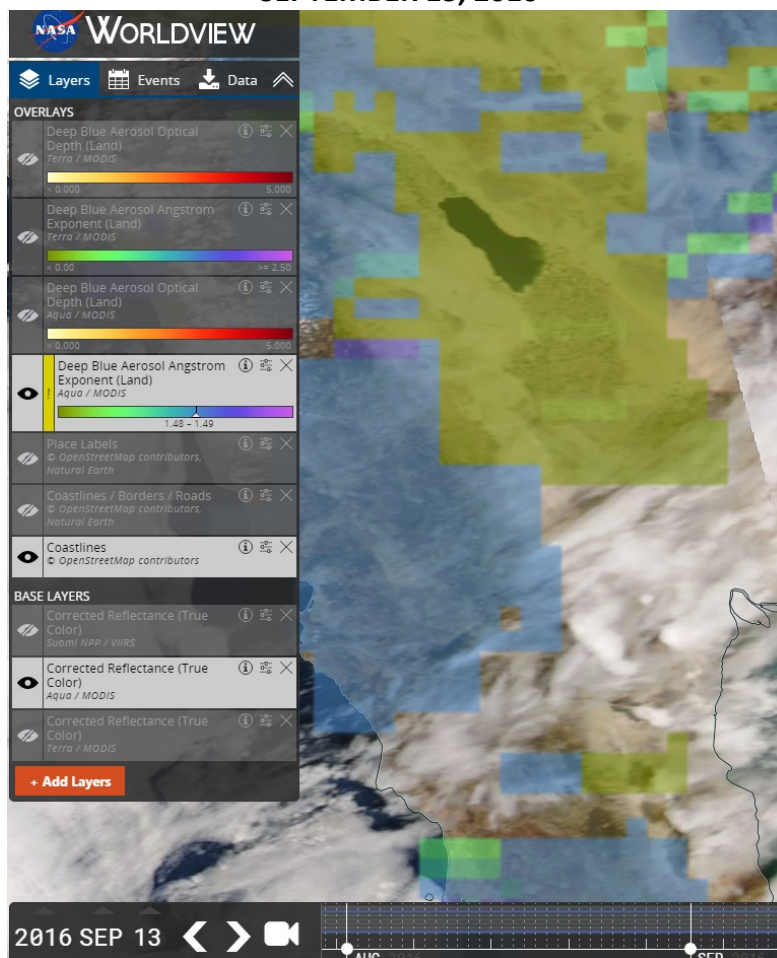 NASA WORLDVIEW
Layers Events Data
OVERLAYS
Deep Blue Aerosol Optical
Depth (Land)
Terra / MODIS
< 0.000 5.000
Deep Blue Aerosol Angstrom
Exponent (Land)
Terra / MODIS
< 0.00 >= 2.50
Deep Blue Aerosol Optical
Depth (Land)
Aqua / MODIS
< 0.000 5.000
Deep Blue Aerosol Angstrom
Exponent (Land)
Aqua / MODIS
1.48 – 1.49
Place Labels
© OpenStreetMap contributors,
Natural Earth
Coastlines / Borders / Roads
© OpenStreetMap contributors,
Natural Earth
Coastlines
© OpenStreetMap contributors
BASE LAYERS
Corrected Reflectance (True
Color)
Suomi NPP / VIIRS
Corrected Reflectance (True
Color)
Aqua / MODIS
Corrected Reflectance (True
Color)
Terra / MODIS
+ Add Layers
2016 SEP 13
AUG 2016 SEP 2016